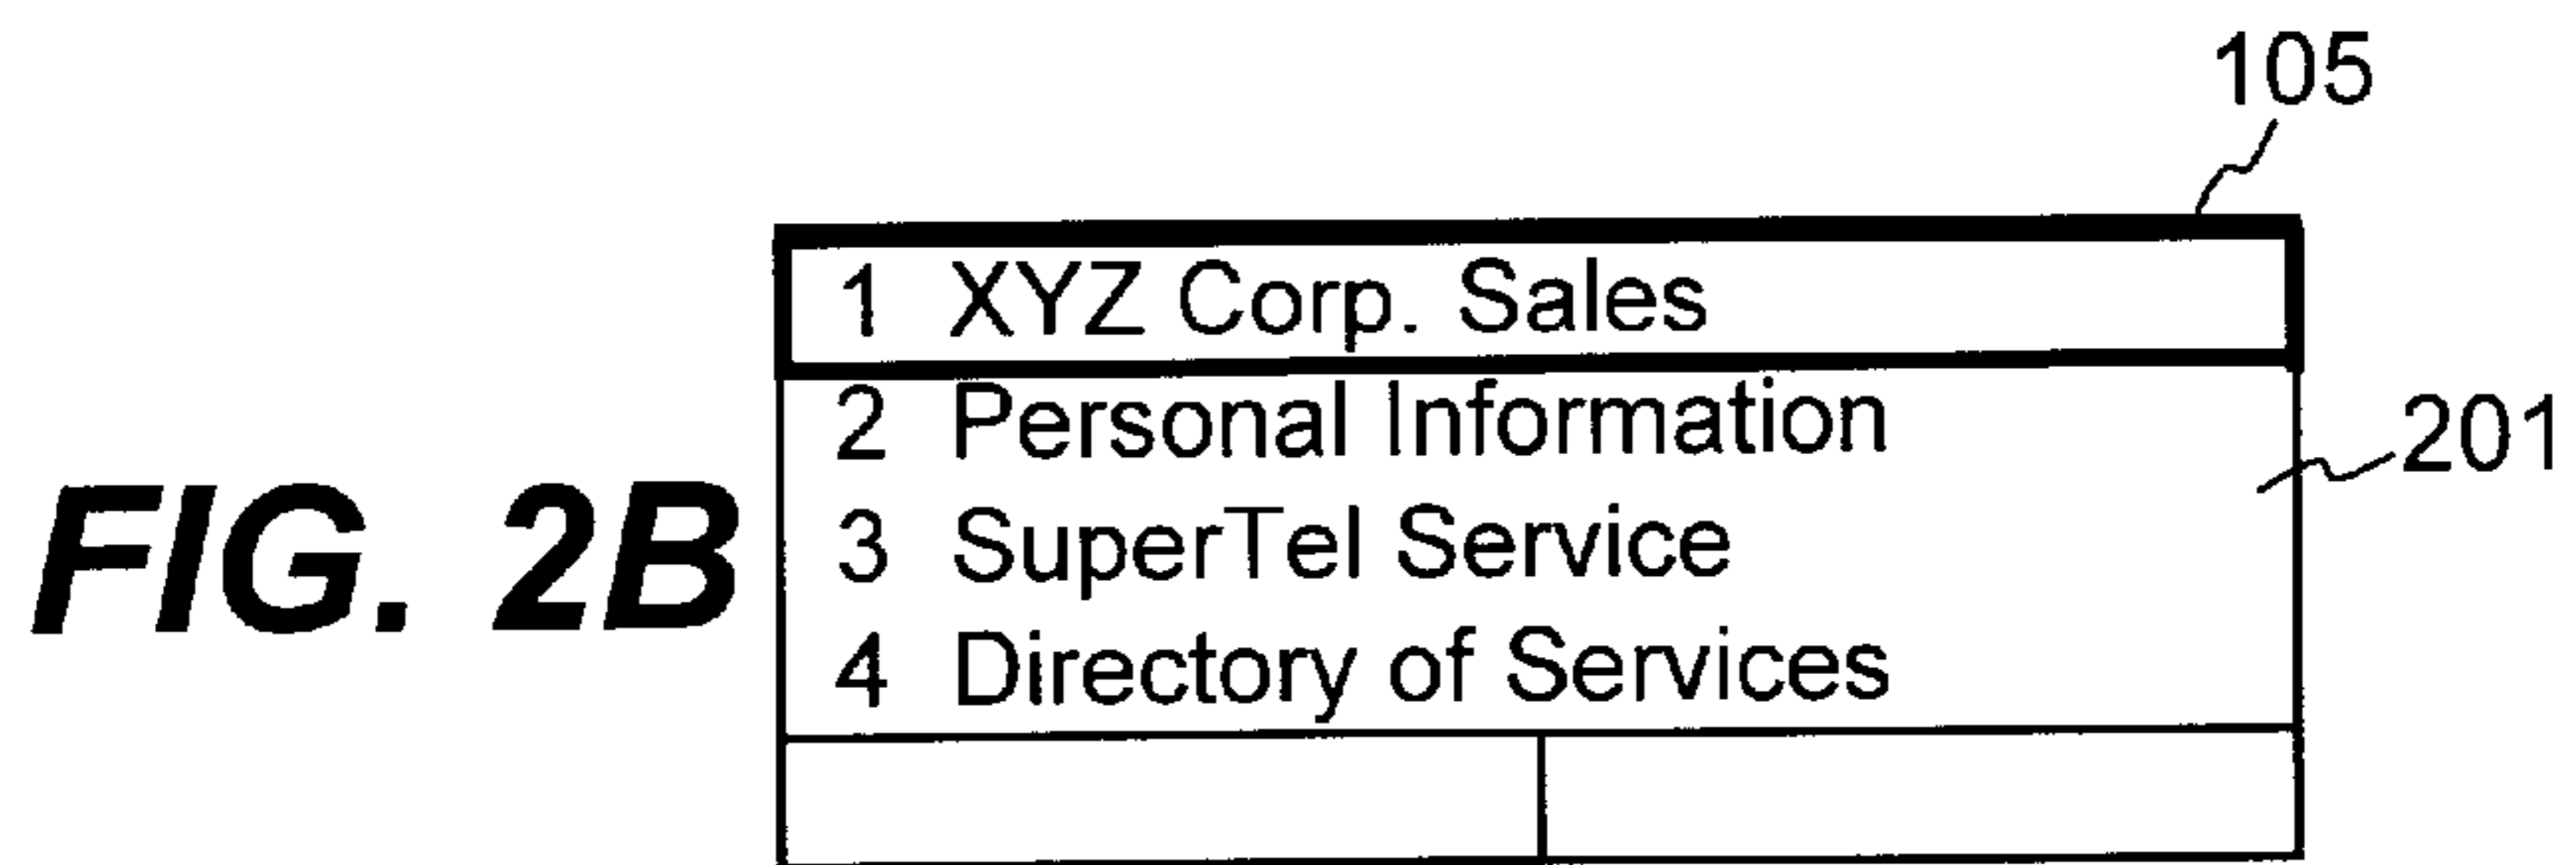 105
1 XYZ Corp. Sales
2 Personal Information
201
3 SuperTel Service
4 Directory of Services
FIG. 2B